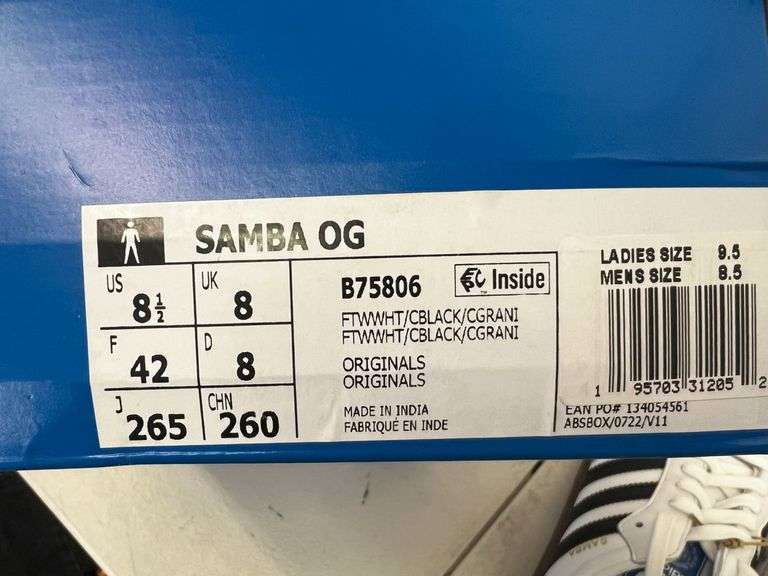 SAMBA OG
US 8½ UK 8
F 42 D 8
J 265 CHN 260
B75806
Inside
FTWWHT/CBLACK/CGRANI
FTWWHT/CBLACK/CGRANI
ORIGINALS
ORIGINALS
MADE IN INDIA
FABRIQUÉ EN INDE
LADIES SIZE 9.5
MENS SIZE 8.5
1 95703 31205 2
EAN PO# 134054561
ABSBOX/0722/V11
SAMBA